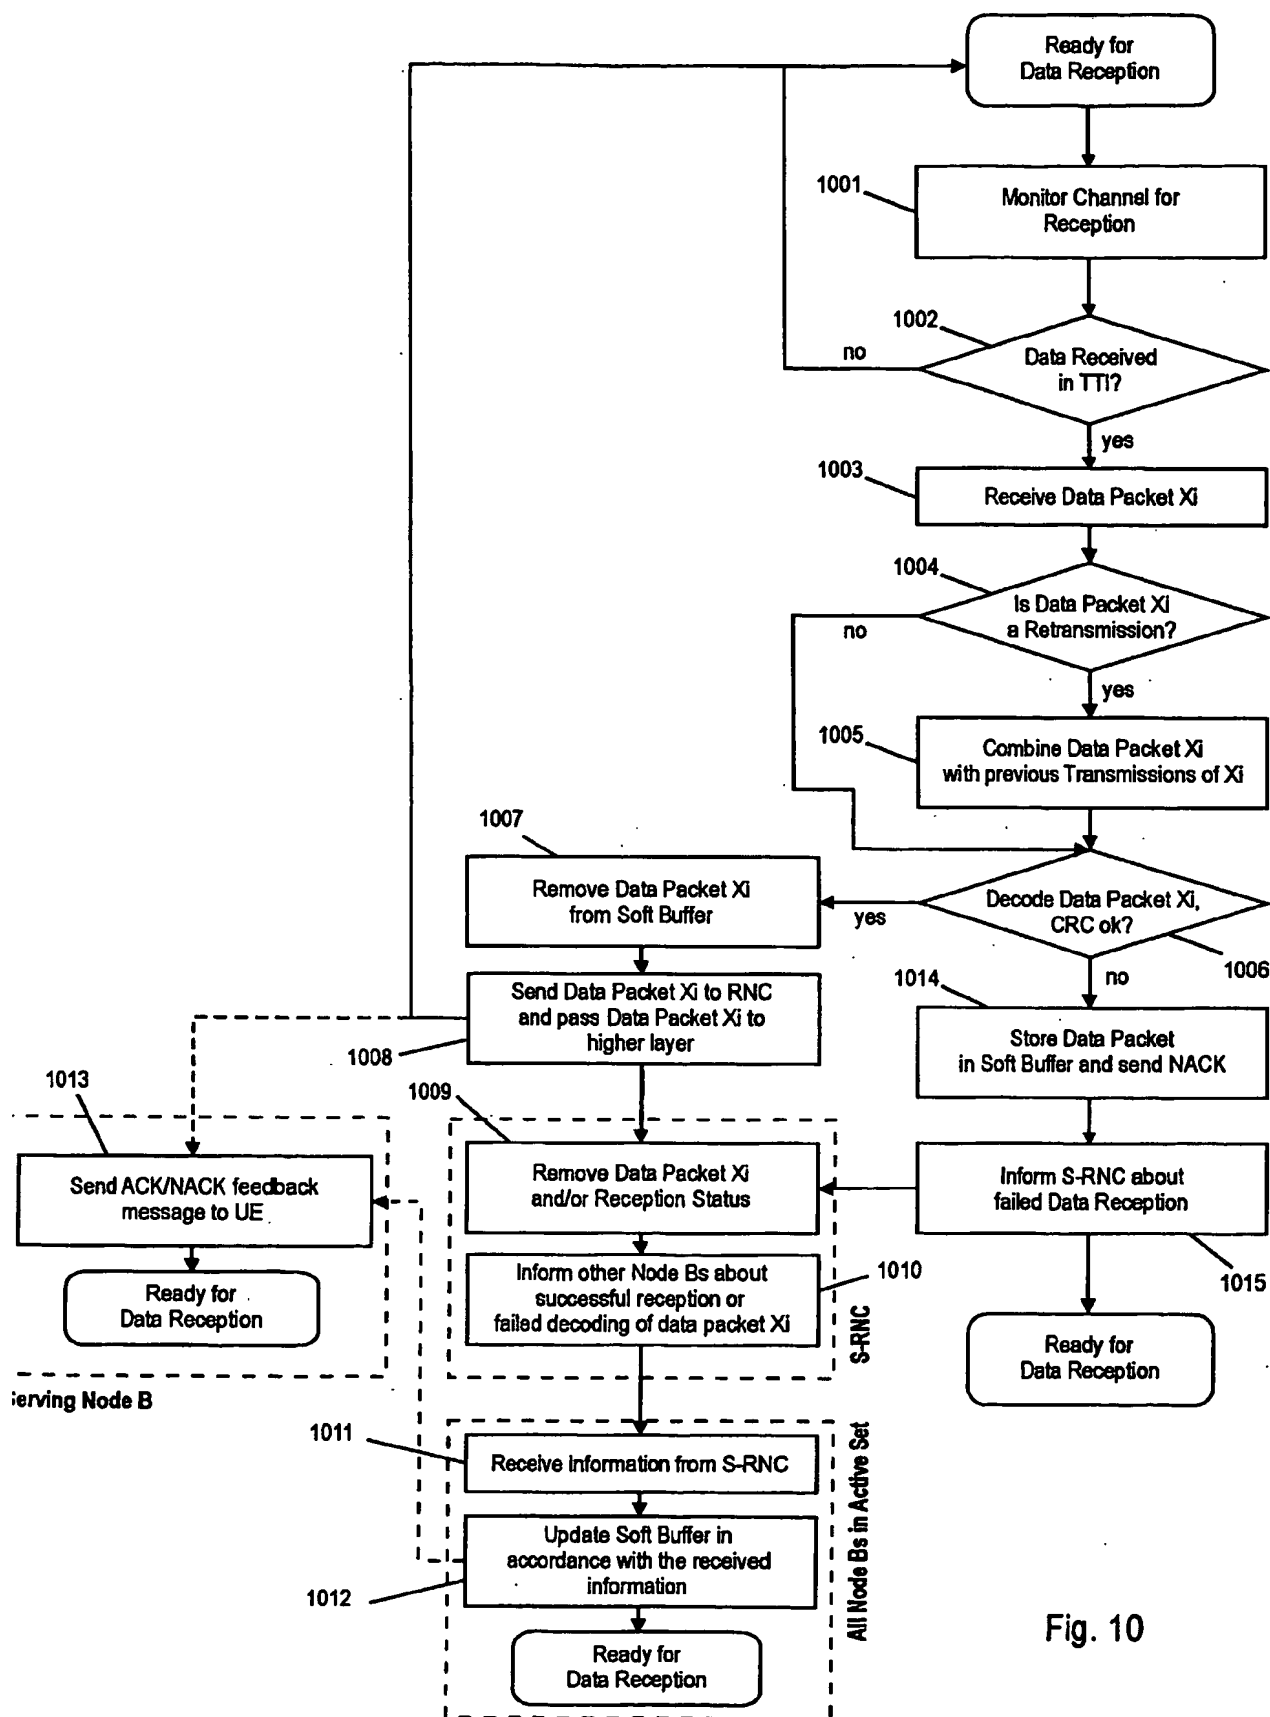 Ready for
Data Reception
1001
Monitor Channel for
Reception
1002
Data Received
in TTI?
no
yes
1003
Receive Data Packet Xi
1004
Is Data Packet Xi
a Retransmission?
no
yes
1005
Combine Data Packet Xi
with previous Transmissions of Xi
1007
Remove Data Packet Xi
from Soft Buffer
yes
Decode Data Packet Xi,
CRC ok?
1006
no
1014
Send Data Packet Xi to RNC
and pass Data Packet Xi to
higher layer
1008
Store Data Packet
in Soft Buffer and send NACK
1013
1009
Send ACK/NACK feedback
message to UE
Remove Data Packet Xi
and/or Reception Status
Inform S-RNC about
failed Data Reception
1015
Ready for
Data Reception
Inform other Node Bs about
successful reception or
failed decoding of data packet Xi
1010
S-RNC
Ready for
Data Reception
erving Node B
1011
Receive Information from S-RNC
All Node Bs in Active Set
Update Soft Buffer in
accordance with the received
information
1012
Ready for
Data Reception
Fig. 10